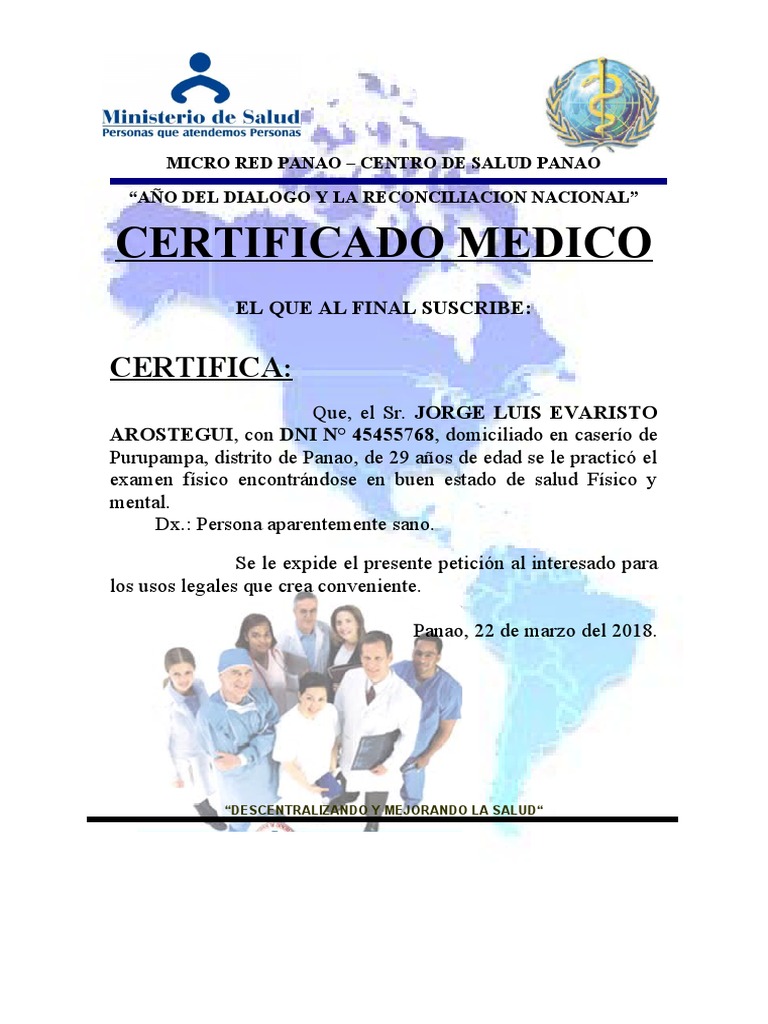 Ministerio de Salud
Personas que atendemos Personas
MICRO RED PANAO – CENTRO DE SALUD PANAO
“AÑO DEL DIALOGO Y LA RECONCILIACION NACIONAL”
CERTIFICADO MEDICO
EL QUE AL FINAL SUSCRIBE:
CERTIFICA:
Que, el Sr. JORGE LUIS EVARISTO
AROSTEGUI, con DNI N° 45455768, domiciliado en caserío de
Purupampa, distrito de Panao, de 29 años de edad se le practicó el
examen físico encontrándose en buen estado de salud Físico y
mental.
Dx.: Persona aparentemente sano.
Se le expide el presente petición al interesado para
los usos legales que crea conveniente.
Panao, 22 de marzo del 2018.
“DESCENTRALIZANDO Y MEJORANDO LA SALUD“